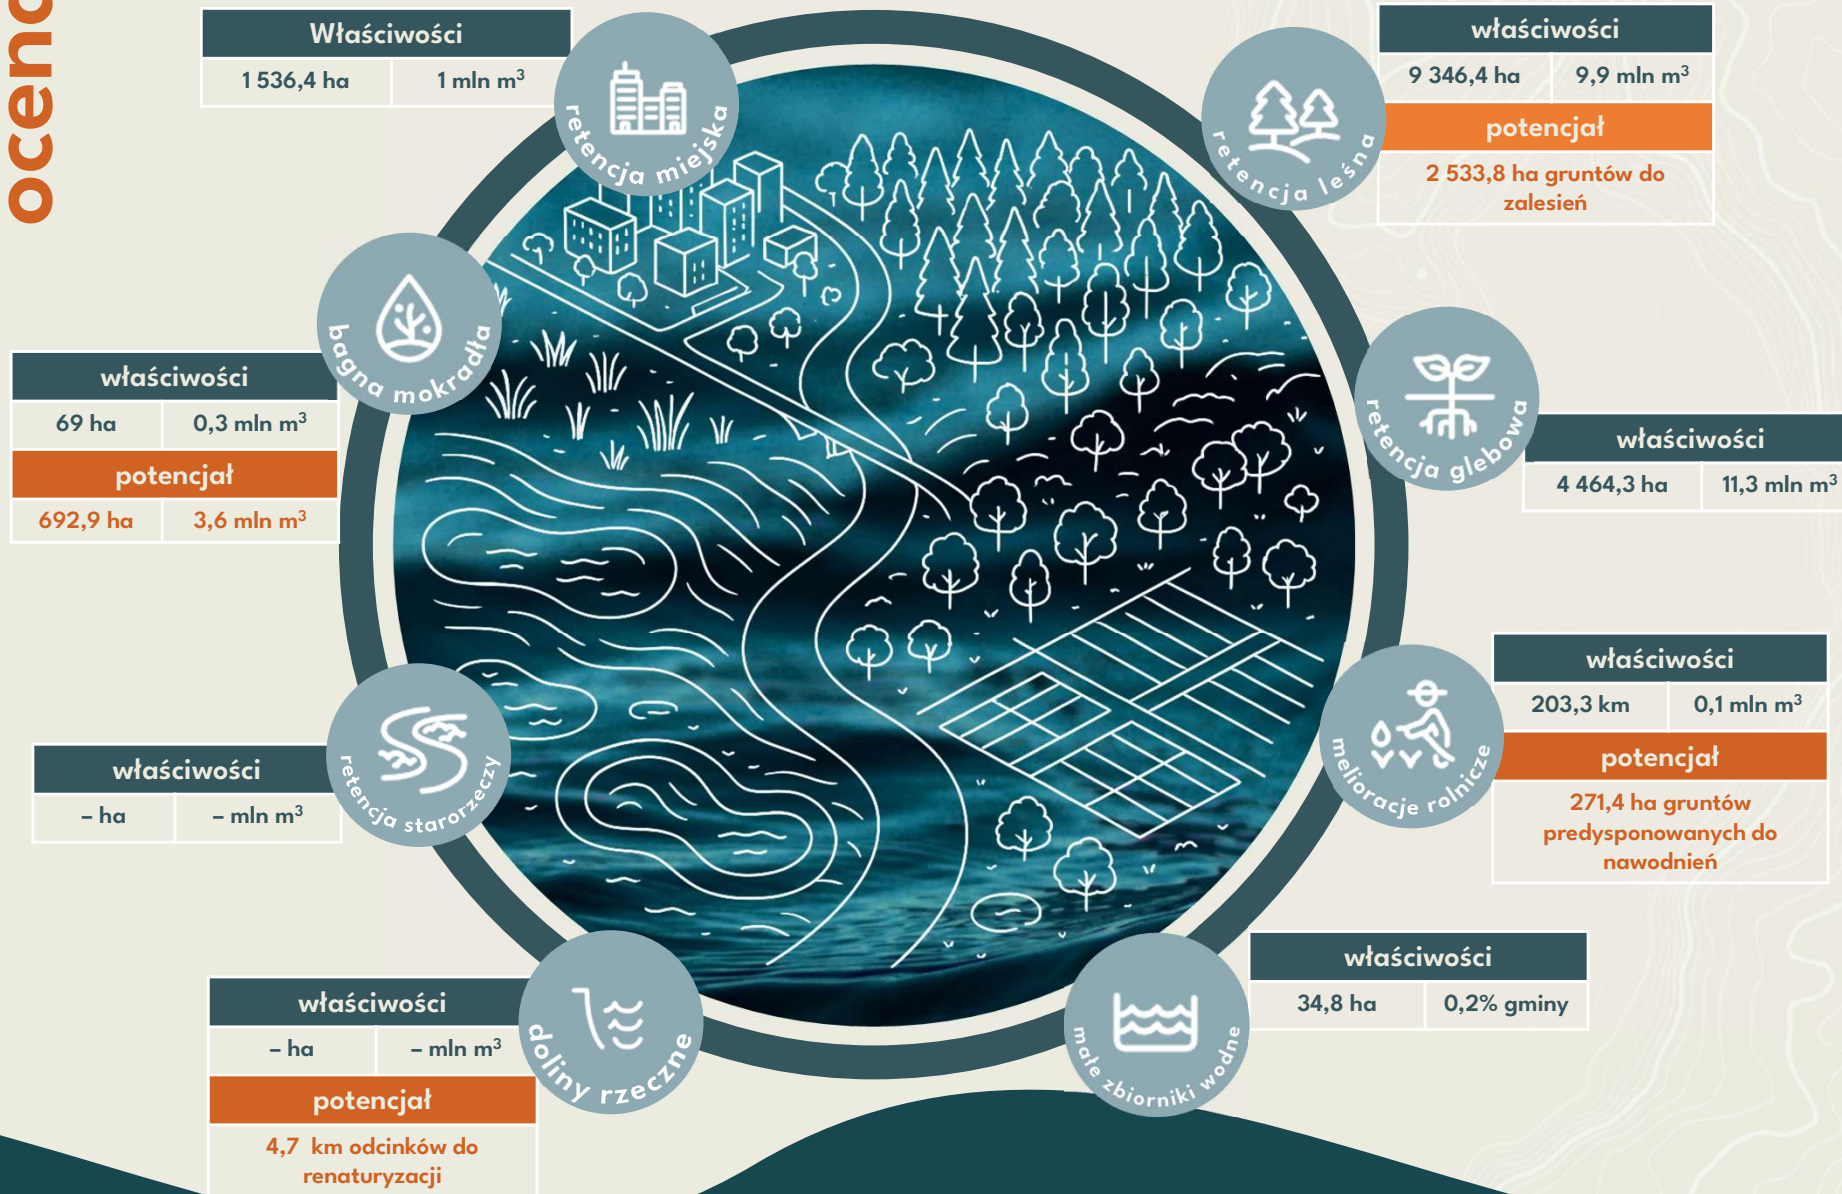 ocena
Właściwości
1 536,4 ha
1 mln m³
retencja miejska
retencja leśna
właściwości
9 346,4 ha
9,9 mln m³
potencjał
2 533,8 ha gruntów do
zalesień
bagna mokradła
właściwości
69 ha
0,3 mln m³
potencjał
692,9 ha
3,6 mln m³
retencja glebowa
właściwości
4 464,3 ha
11,3 mln m³
retencja starorzeczy
właściwości
– ha
– mln m³
melioracje rolnicze
właściwości
203,3 km
0,1 mln m³
potencjał
271,4 ha gruntów
predysponowanych do
nawodnień
doliny rzeczne
właściwości
– ha
– mln m³
potencjał
4,7 km odcinków do
renaturyzacji
małe zbiorniki wodne
właściwości
34,8 ha
0,2% gminy